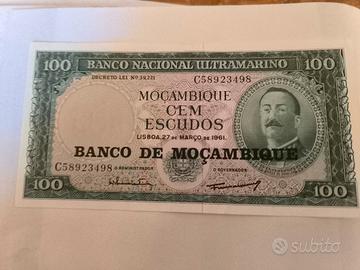 100 BANCO NACIONAL ULTRAMARINO 100
DECRETO LEI Nº 39221 C58923498
MOÇAMBIQUE
CEM
ESCUDOS
LISBOA, 27 DE MARÇO DE 1961
BANCO DE MOÇAMBIQUE
C58923498 O ADMINISTRADOR O GOVERNADOR
100 100
subito.it